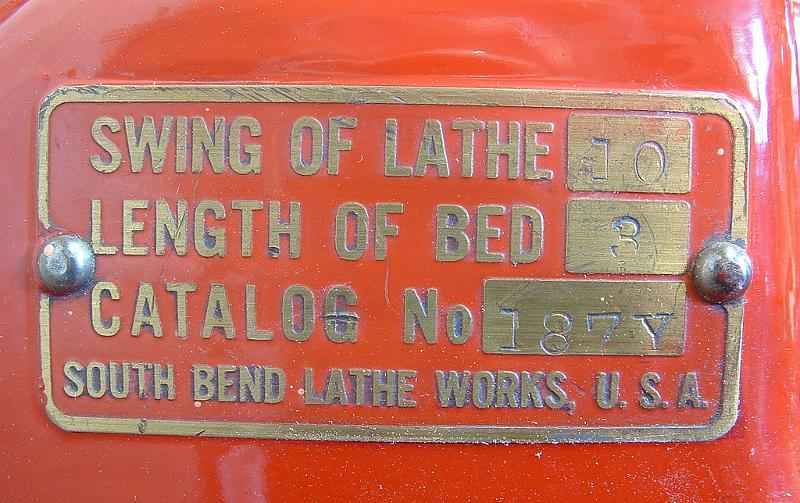 SWING OF LATHE 10
LENGTH OF BED 3
CATALOG No 187Y
SOUTH BEND LATHE WORKS, U. S. A.